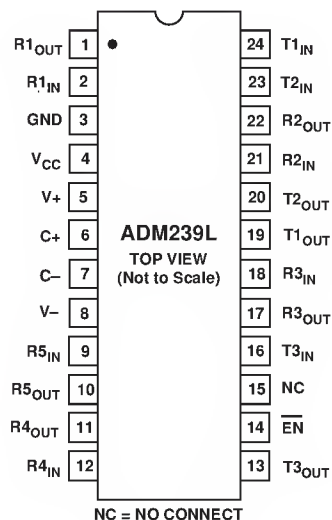 R1OUT 1 24 T1IN
R1IN 2 23 T2IN
GND 3 22 R2OUT
VCC 4 21 R2IN
V+ 5 20 T2OUT
C+ 6 ADM239L 19 T1OUT
TOP VIEW
C– 7 (Not to Scale) 18 R3IN
V– 8 17 R3OUT
R5IN 9 16 T3IN
R5OUT 10 15 NC
R4OUT 11 14 E̅N̅
R4IN 12 13 T3OUT
NC = NO CONNECT